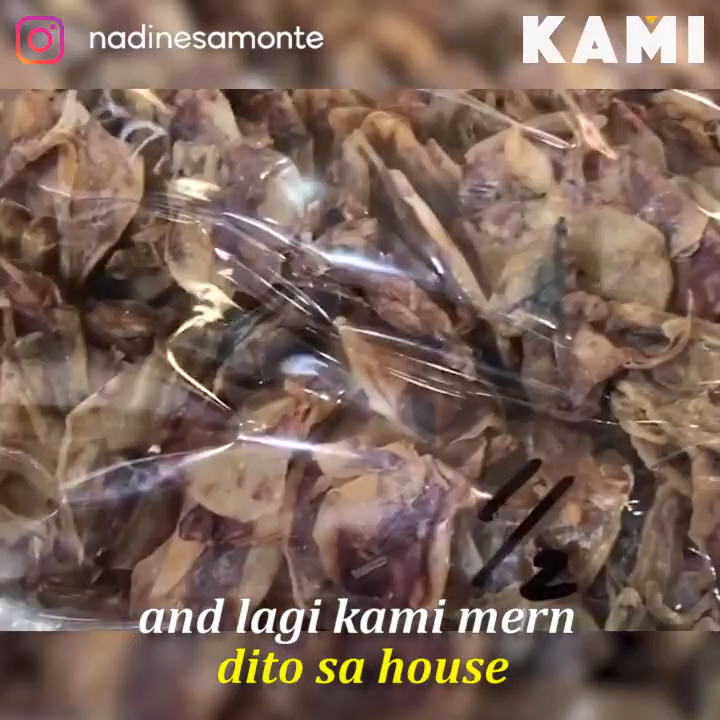 nadinesamonte
KAMI
1/2
and lagi kami mern
dito sa house